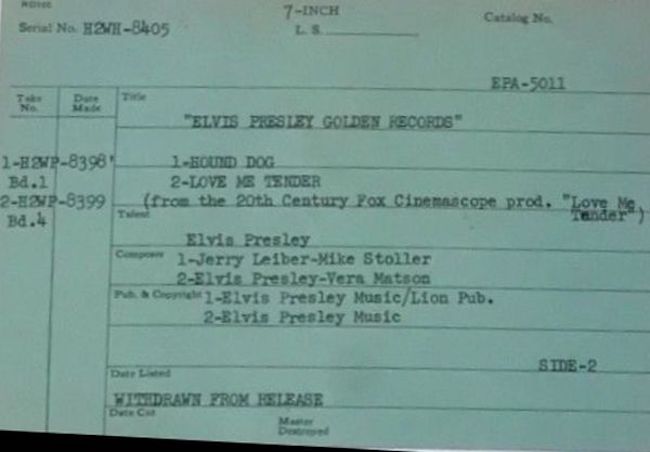 7-INCH
Serial No. H2WH-8405 L. S. Catalog No.
EPA-5011
Take No. Date Made Title
"ELVIS PRESLEY GOLDEN RECORDS"
1-H2WP-8398' 1-HOUND DOG
Bd.1 2-LOVE ME TENDER
2-H2WP-8399 (from the 20th Century Fox Cinemascope prod. "Love Me
Bd.4 Tender")
Talent
Elvis Presley
Composer 1-Jerry Leiber-Mike Stoller
2-Elvis Presley-Vera Matson
Pub. & Copyright 1-Elvis Presley Music/Lion Pub.
2-Elvis Presley Music
SIDE-2
Date Listed
WITHDRAWN FROM RELEASE
Date Cut Master
Destroyed